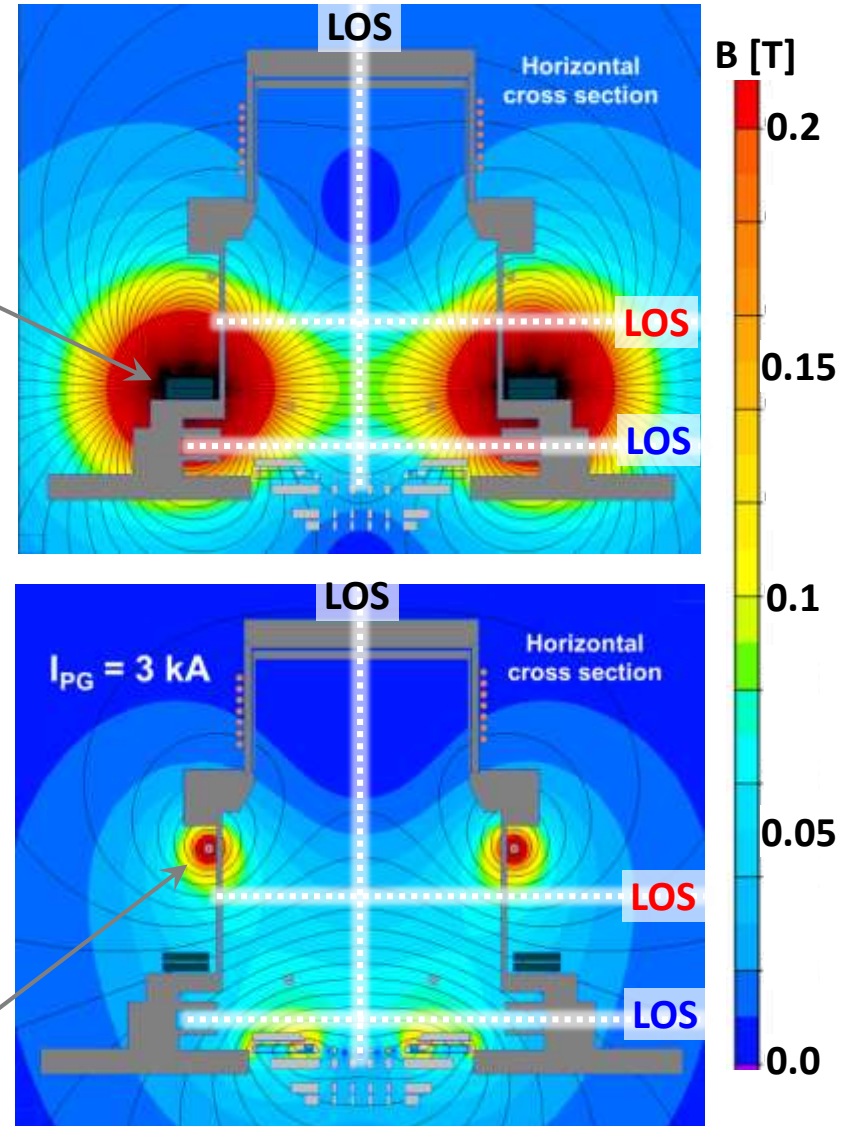 LOS
B [T]
Horizontal
cross section
0.2
LOS
0.15
LOS
LOS
0.1
I_PG = 3 kA
Horizontal
cross section
0.05
LOS
LOS
0.0